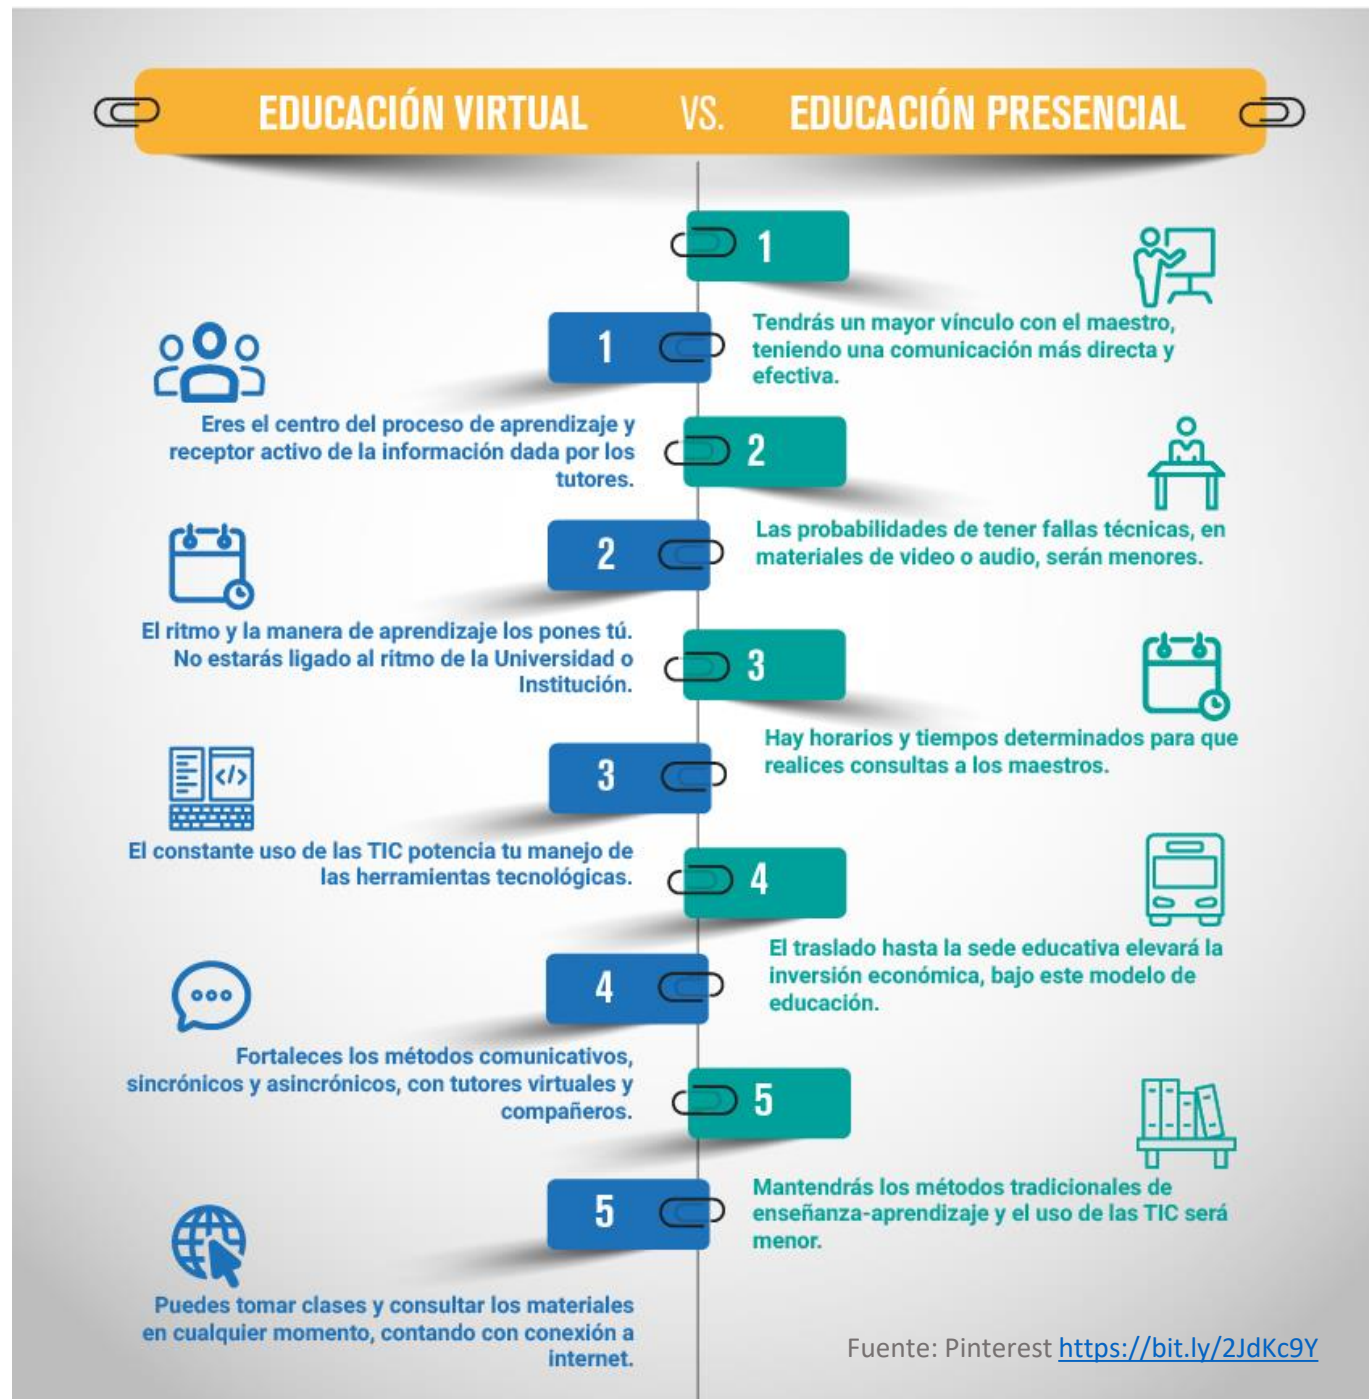 EDUCACIÓN VIRTUAL VS. EDUCACIÓN PRESENCIAL
1
Tendrás un mayor vínculo con el maestro,
teniendo una comunicación más directa y
efectiva.
1
Eres el centro del proceso de aprendizaje y
receptor activo de la información dada por los
tutores.
2
Las probabilidades de tener fallas técnicas, en
materiales de video o audio, serán menores.
2
El ritmo y la manera de aprendizaje los pones tú.
No estarás ligado al ritmo de la Universidad o
Institución.
3
Hay horarios y tiempos determinados para que
realices consultas a los maestros.
3
</>
El constante uso de las TIC potencia tu manejo de
las herramientas tecnológicas.
4
El traslado hasta la sede educativa elevará la
inversión económica, bajo este modelo de
educación.
4
Fortaleces los métodos comunicativos,
sincrónicos y asincrónicos, con tutores virtuales y
compañeros.
5
Mantendrás los métodos tradicionales de
enseñanza-aprendizaje y el uso de las TIC será
menor.
5
Puedes tomar clases y consultar los materiales
en cualquier momento, contando con conexión a
internet.
Fuente: Pinterest https://bit.ly/2JdKc9Y